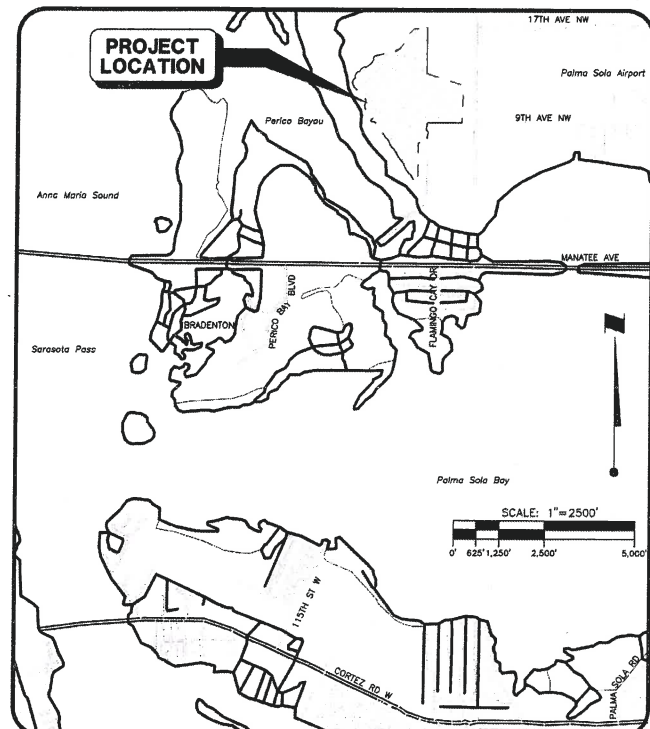 17TH AVE NW
PROJECT
LOCATION
Palma Sola Airport
Perico Bayou
9TH AVE NW
Anna Maria Sound
MANATEE AVE
PERICO BAY BLVD
FLAMINGO CAY DR
BRADENTON
Sarasota Pass
Palma Sola Bay
SCALE: 1"=2500'
0' 625' 1,250' 2,500' 5,000'
115TH ST W
CORTEZ RD W
PALMA SOLA RD